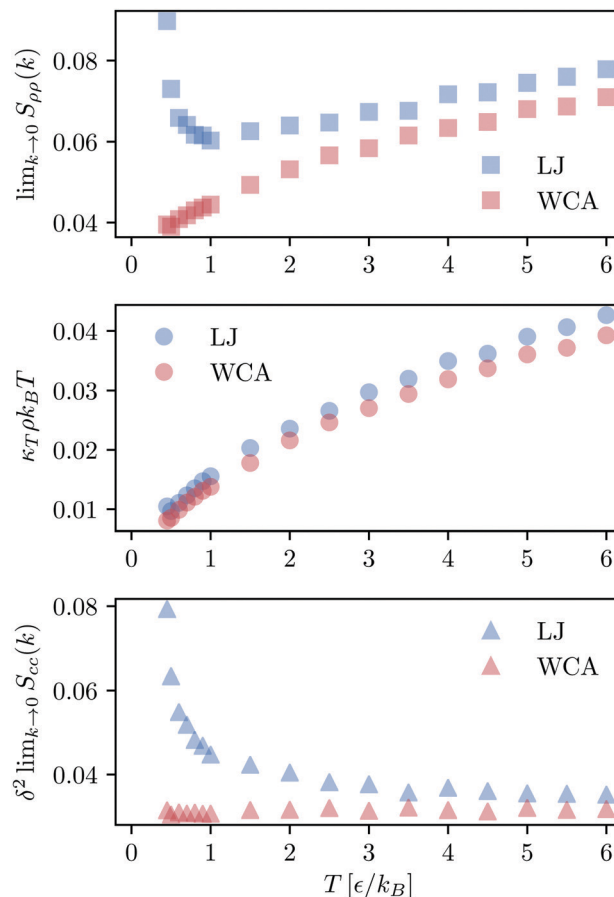 0.08
0.06
0.04
lim_{k→0} S_{ρρ}(k)
LJ
WCA
0 1 2 3 4 5 6
0.04
0.03
0.02
0.01
κ_T ρk_BT
LJ
WCA
0 1 2 3 4 5 6
0.08
0.06
0.04
δ² lim_{k→0} S_{cc}(k)
LJ
WCA
0 1 2 3 4 5 6
T [ϵ/k_B]